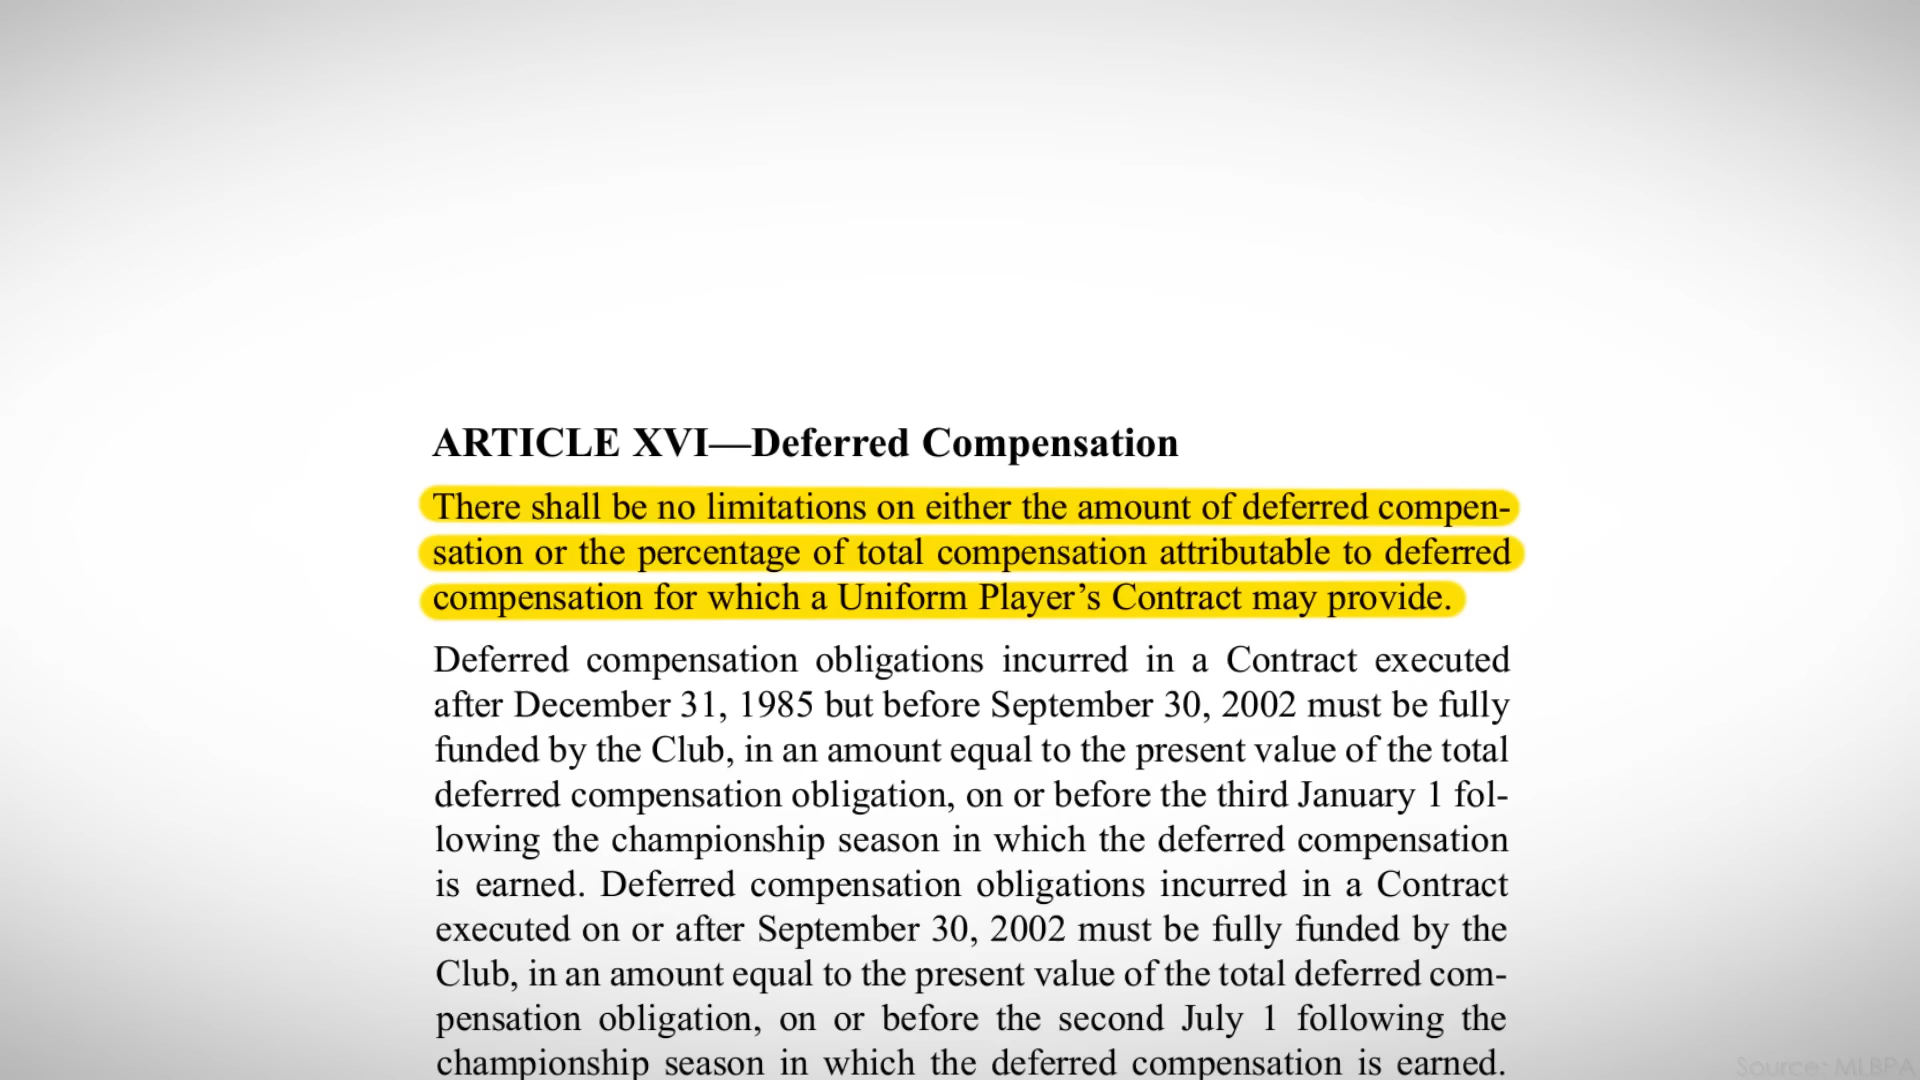 ARTICLE XVI—Deferred Compensation
There shall be no limitations on either the amount of deferred compen-
sation or the percentage of total compensation attributable to deferred
compensation for which a Uniform Player’s Contract may provide.
Deferred compensation obligations incurred in a Contract executed
after December 31, 1985 but before September 30, 2002 must be fully
funded by the Club, in an amount equal to the present value of the total
deferred compensation obligation, on or before the third January 1 fol-
lowing the championship season in which the deferred compensation
is earned. Deferred compensation obligations incurred in a Contract
executed on or after September 30, 2002 must be fully funded by the
Club, in an amount equal to the present value of the total deferred com-
pensation obligation, on or before the second July 1 following the
championship season in which the deferred compensation is earned.
Source: MLBPA